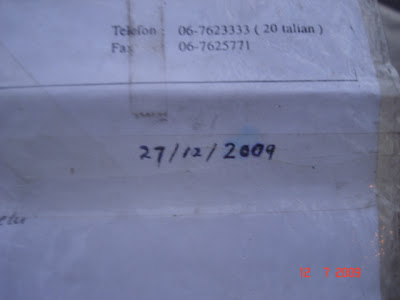 Telefon : 06-7623333 ( 20 talian )
Fax 06-7625771
27/12/2009
12 7 2009